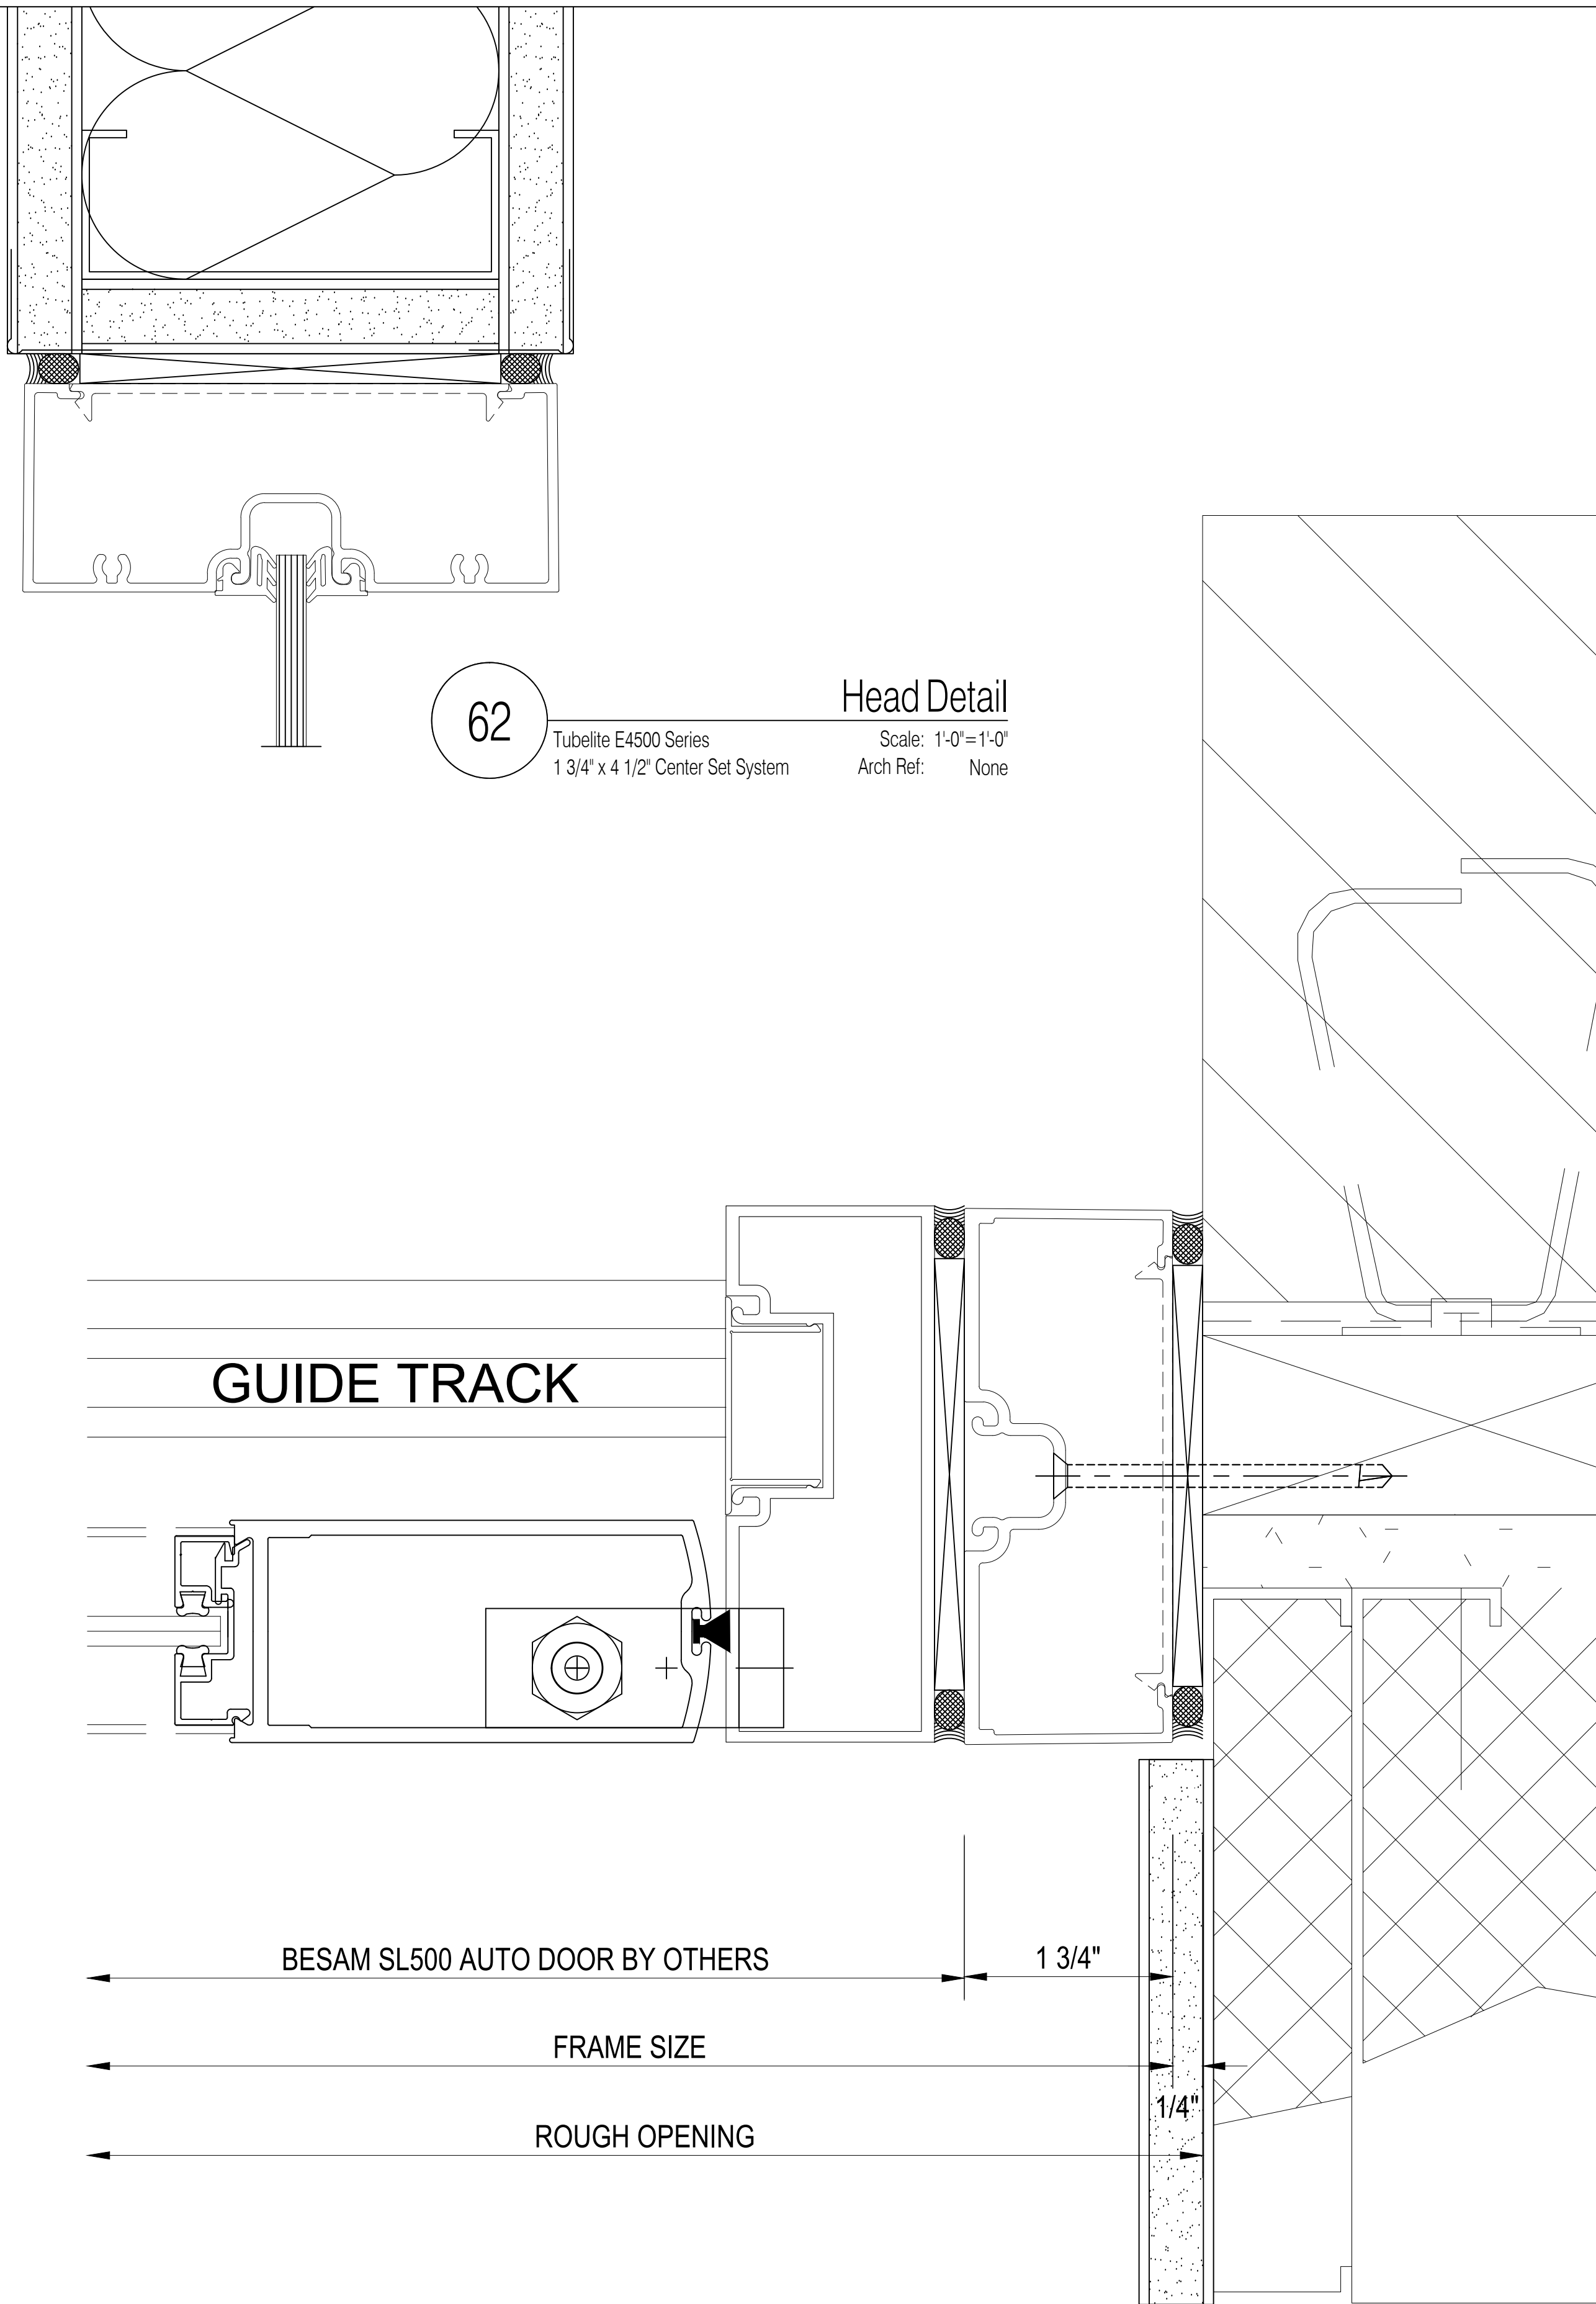 62
Head Detail
Tubelite E4500 Series
Scale: 1'-0"=1'-0"
1 3/4" x 4 1/2" Center Set System
Arch Ref: None
GUIDE TRACK
BESAM SL500 AUTO DOOR BY OTHERS
1 3/4"
FRAME SIZE
1/4"
ROUGH OPENING